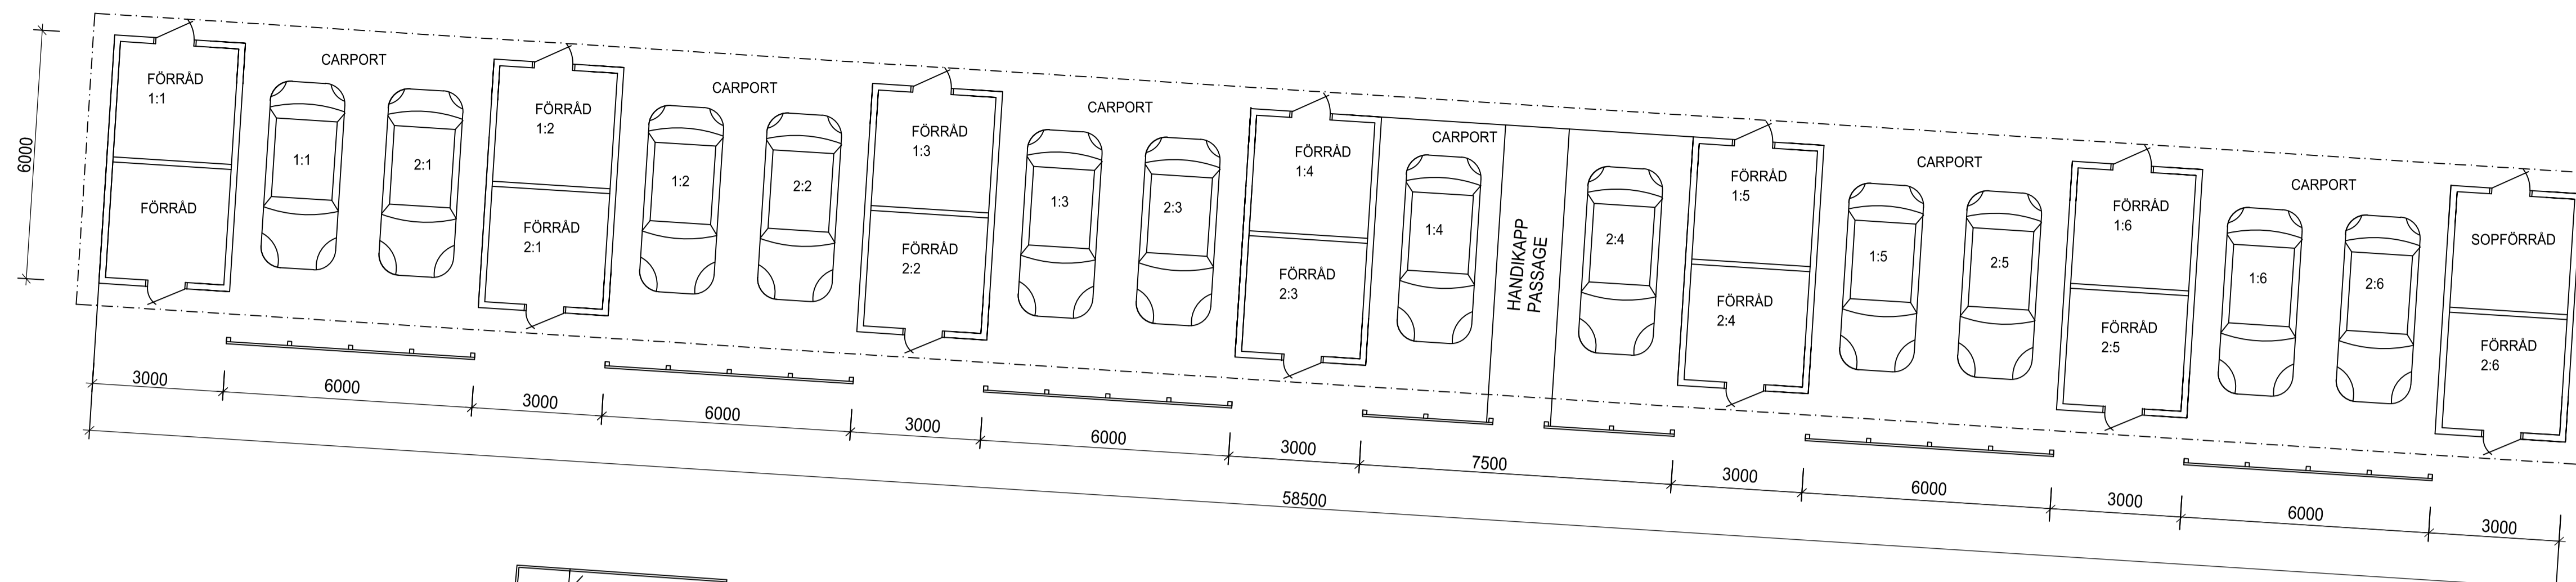 6000
FÖRRÅD
1:1
FÖRRÅD
CARPORT
1:1
2:1
FÖRRÅD
1:2
FÖRRÅD
2:1
CARPORT
1:2
2:2
FÖRRÅD
1:3
FÖRRÅD
2:2
CARPORT
1:3
2:3
FÖRRÅD
1:4
FÖRRÅD
2:3
CARPORT
1:4
HANDIKAPP
PASSAGE
2:4
FÖRRÅD
1:5
FÖRRÅD
2:4
CARPORT
1:5
2:5
FÖRRÅD
1:6
FÖRRÅD
2:5
CARPORT
1:6
2:6
SOPFÖRRÅD
FÖRRÅD
2:6
3000
6000
3000
6000
3000
6000
3000
7500
3000
6000
3000
6000
3000
58500